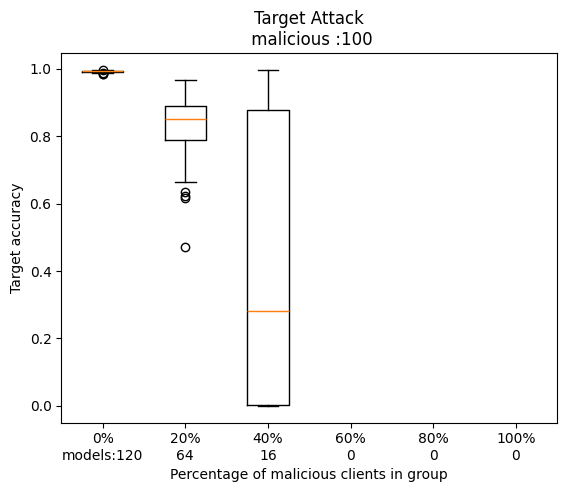 Target Attack
malicious :100
Target accuracy
1.0
0.8
0.6
0.4
0.2
0.0
0% 20% 40% 60% 80% 100%
models:120 64 16 0 0 0
Percentage of malicious clients in group